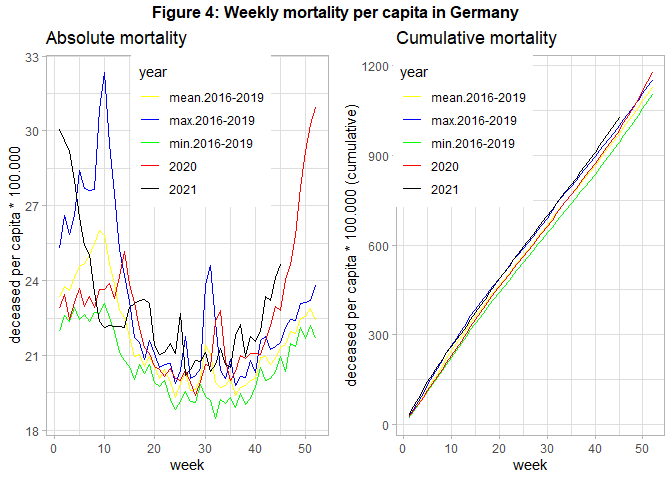 Figure 4: Weekly mortality per capita in Germany
Absolute mortality
deceased per capita * 100.000
33
30
27
24
21
18
0
10
20
30
40
50
week
year
mean.2016-2019
max.2016-2019
min.2016-2019
2020
2021
Cumulative mortality
deceased per capita * 100.000 (cumulative)
1200
900
600
300
0
0
10
20
30
40
50
week
year
mean.2016-2019
max.2016-2019
min.2016-2019
2020
2021